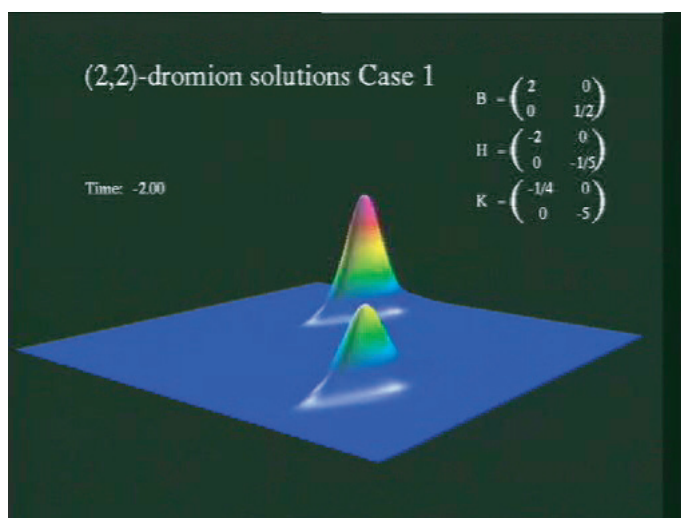 (2,2)-dromion solutions Case 1
B = (2 0
0 1/2)
H = (-2 0
0 -1/5)
K = (-1/4 0
0 -5)
Time: -2.00